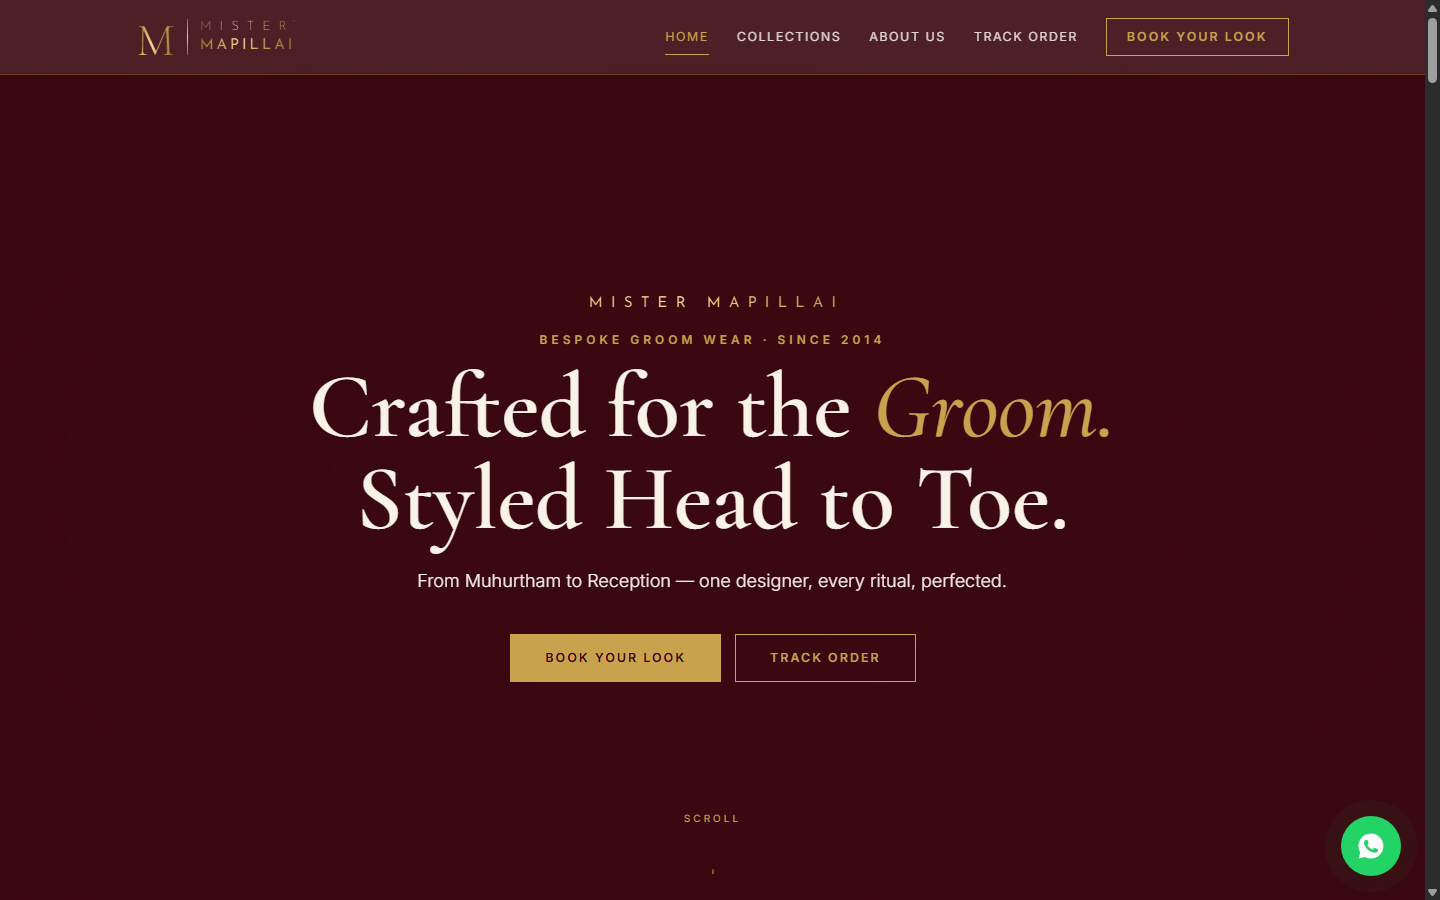 M
MISTER
MAPILLAI
HOME
COLLECTIONS
ABOUT US
TRACK ORDER
BOOK YOUR LOOK
MISTER MAPILLAI
BESPOKE GROOM WEAR · SINCE 2014
Crafted for the Groom.
Styled Head to Toe.
From Muhurtham to Reception — one designer, every ritual, perfected.
BOOK YOUR LOOK
TRACK ORDER
SCROLL